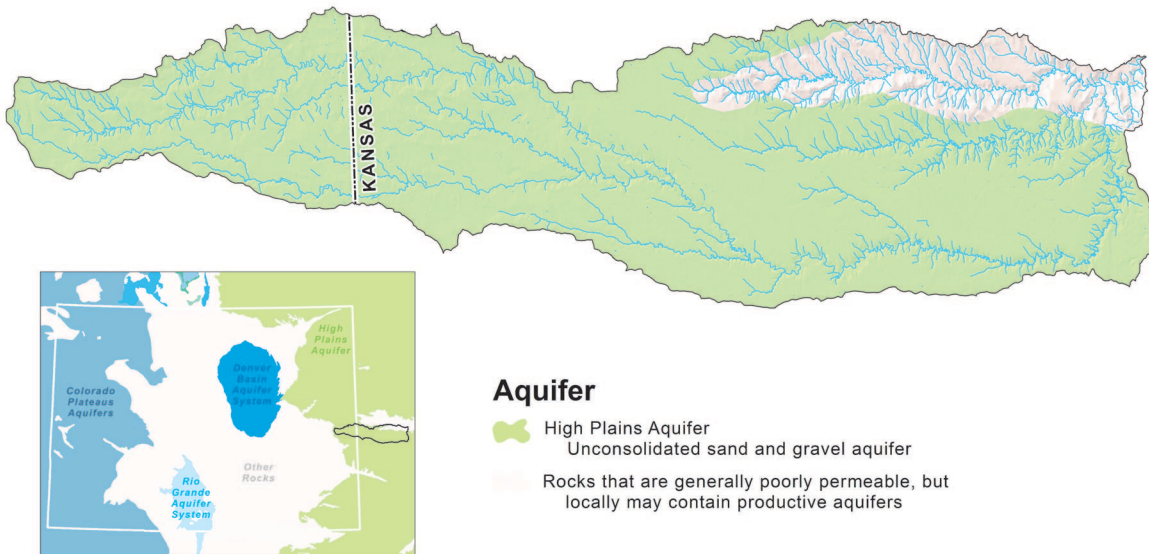 KANSAS
High
Plains
Aquifer
Denver
Basin
Aquifer
System
Colorado
Plateaus
Aquifers
Other
Rocks
Rio
Grande
Aquifer
System
Aquifer
High Plains Aquifer
Unconsolidated sand and gravel aquifer
Rocks that are generally poorly permeable, but
locally may contain productive aquifers